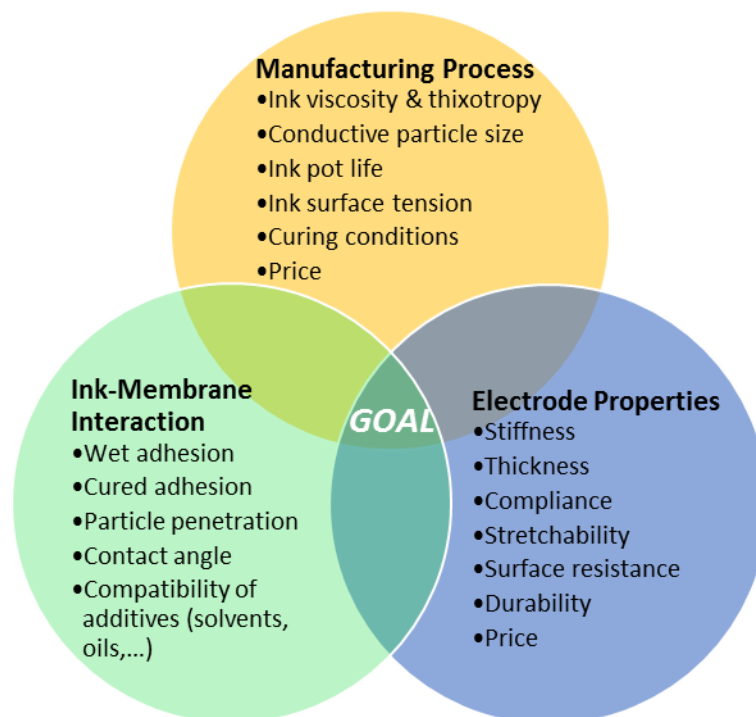 Manufacturing Process
•Ink viscosity & thixotropy
•Conductive particle size
•Ink pot life
•Ink surface tension
•Curing conditions
•Price
Ink-Membrane
Interaction
•Wet adhesion
•Cured adhesion
•Particle penetration
•Contact angle
•Compatibility of
additives (solvents,
oils,...)
GOAL
Electrode Properties
•Stiffness
•Thickness
•Compliance
•Stretchability
•Surface resistance
•Durability
•Price